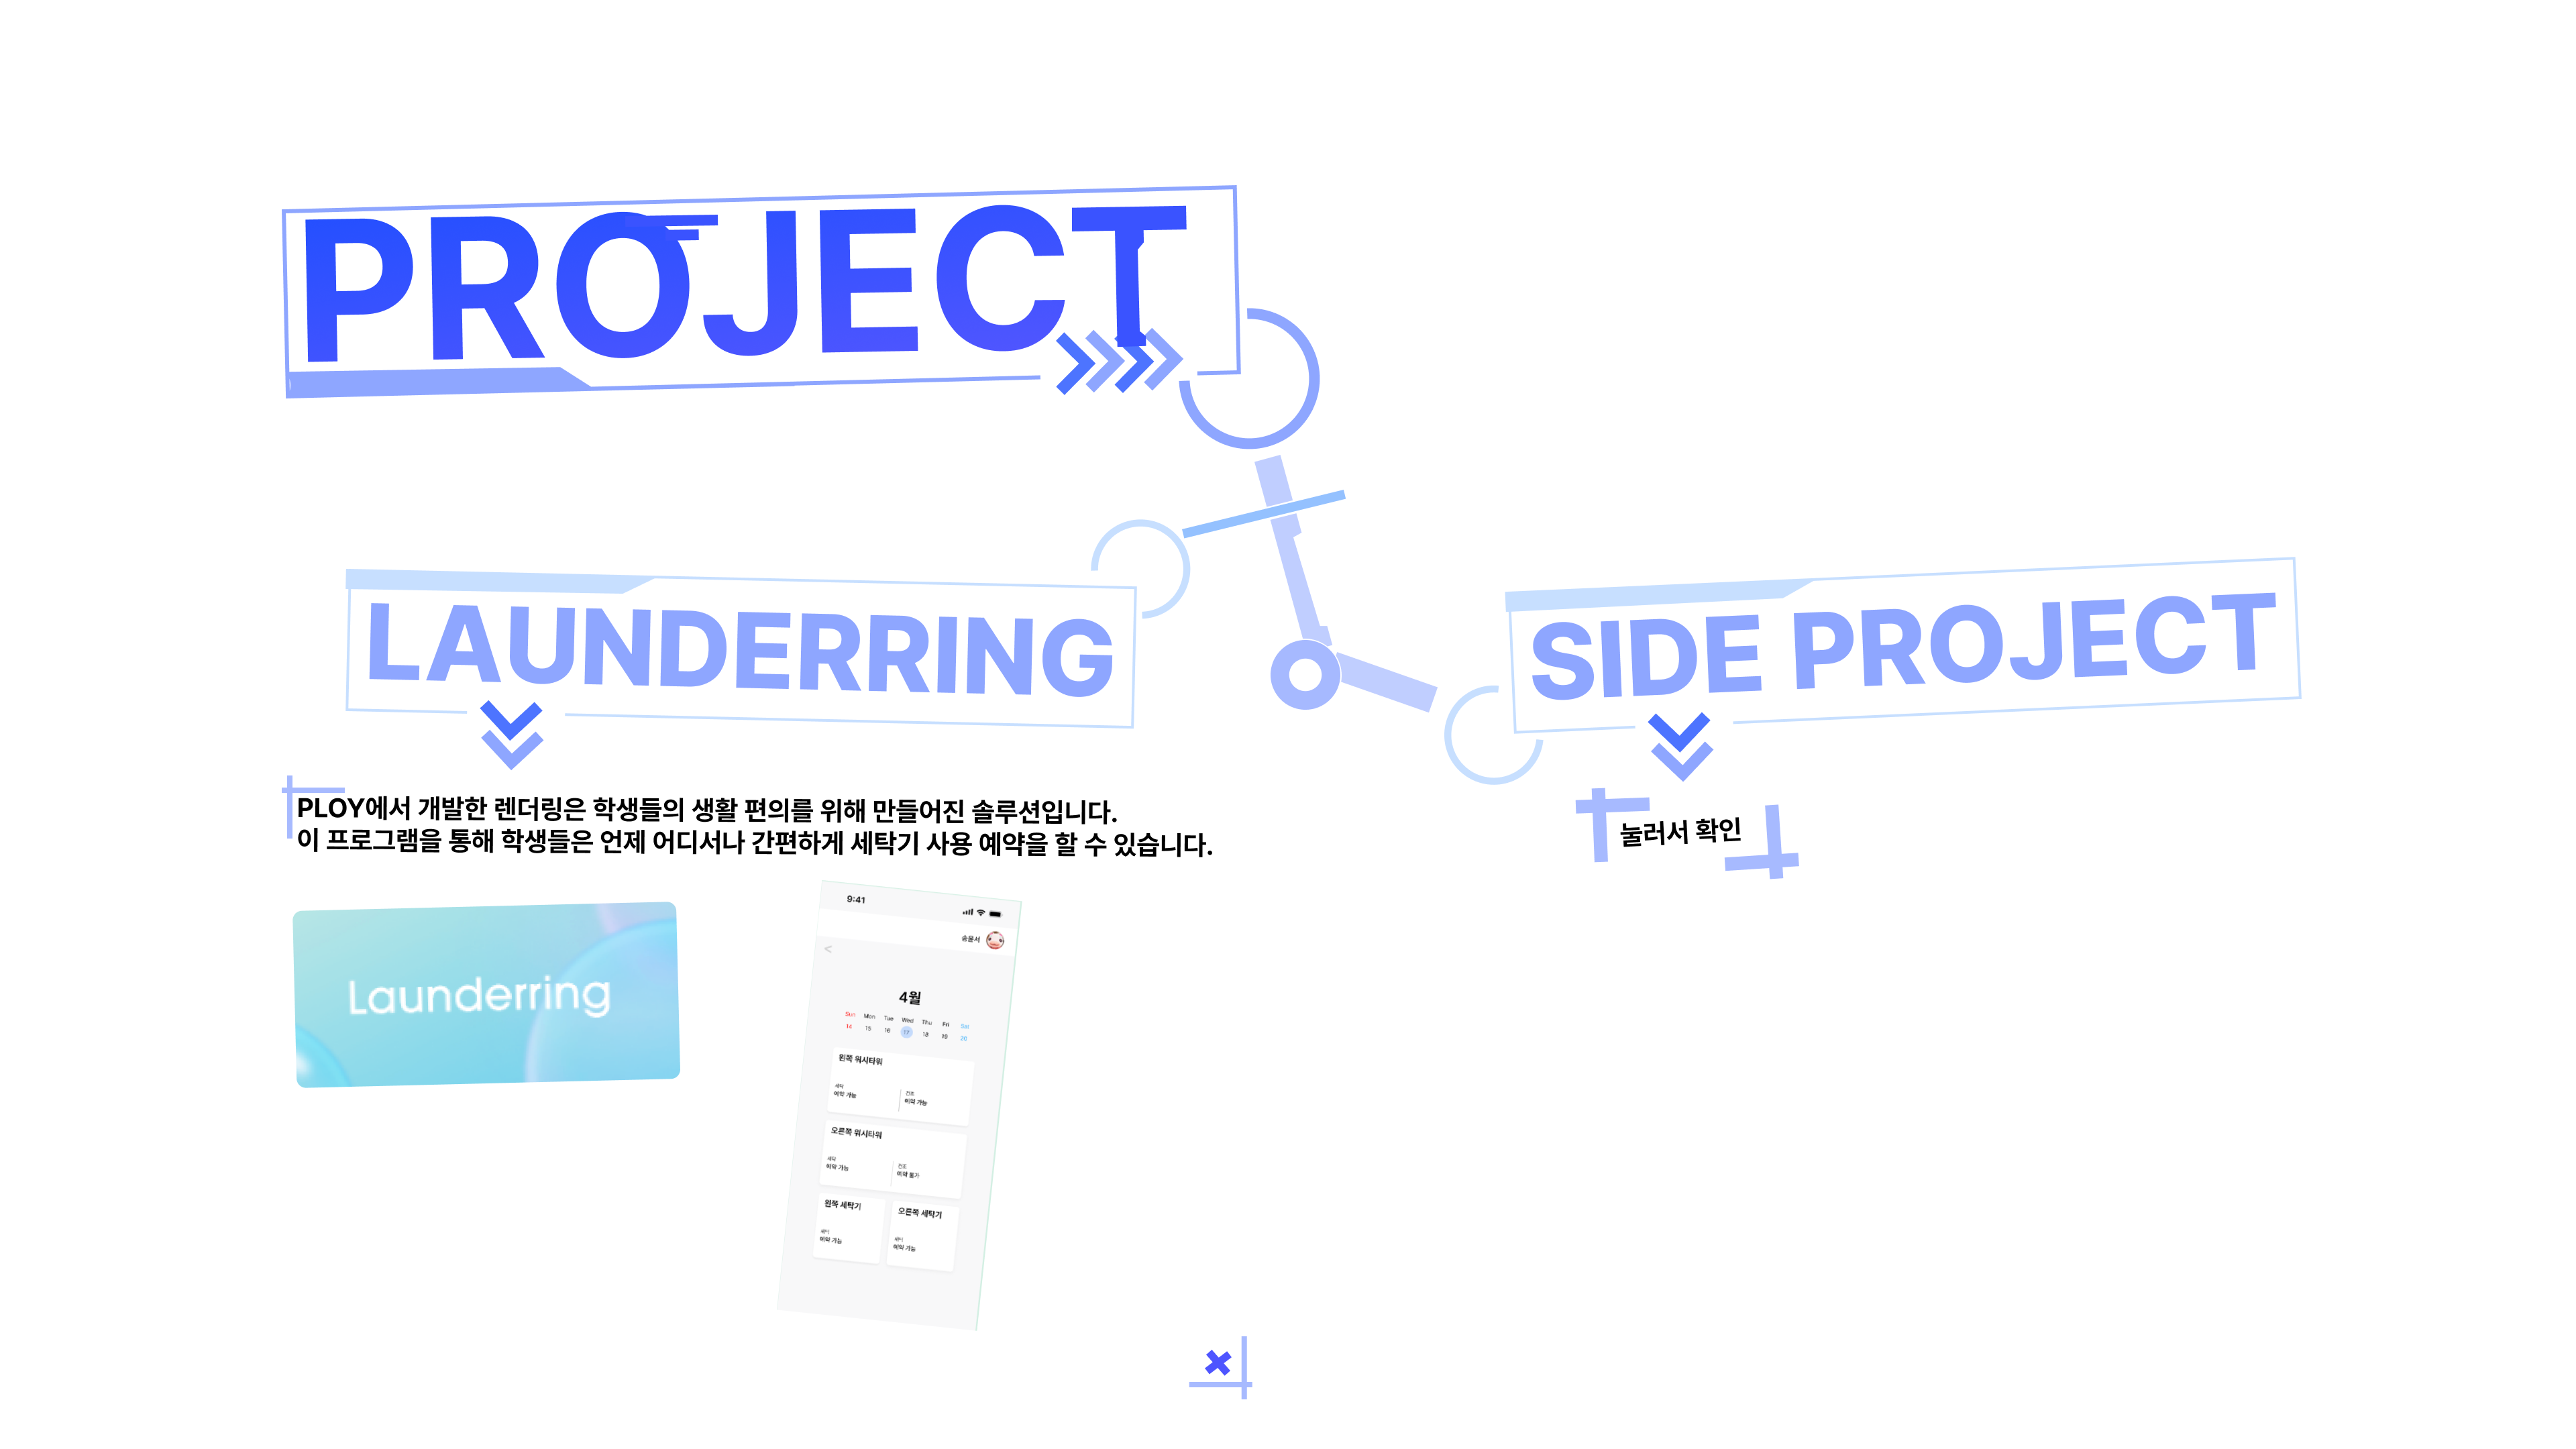 PROJECT
LAUNDERRING
PLOY에서 개발한 렌더링은 학생들의 생활 편의를 위해 만들어진 솔루션입니다.
이 프로그램을 통해 학생들은 언제 어디서나 간편하게 세탁기 사용 예약을 할 수 있습니다.
Launderring
9:41
송윤서
<
4월
Sun Mon Tue Wed Thu Fri Sat
14 15 16 17 18 19 20
왼쪽 워시타워
세탁 건조
예약 가능 예약 가능
오른쪽 워시타워
세탁 건조
예약 가능 예약 불가
왼쪽 세탁기 오른쪽 세탁기
세탁 세탁
예약 가능 예약 가능
SIDE PROJECT
눌러서 확인